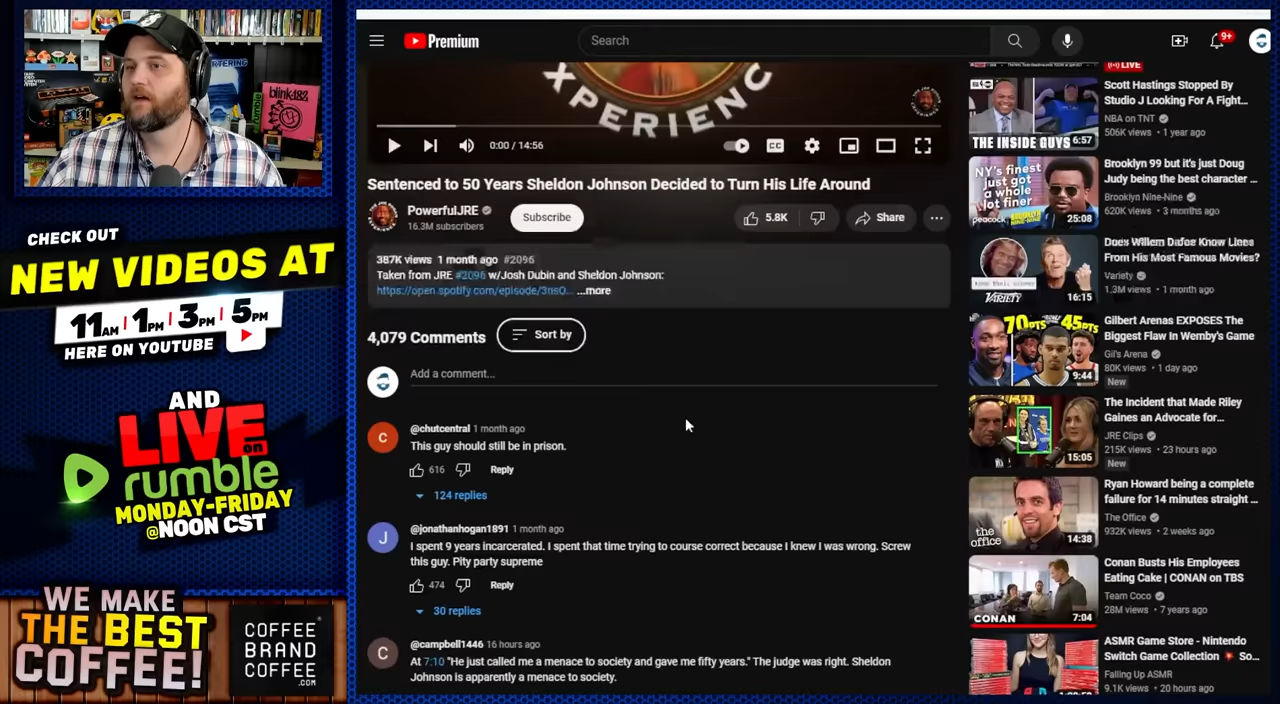 Premium
Search
9+
XPERIENC
0:00 / 14:56
Sentenced to 50 Years Sheldon Johnson Decided to Turn His Life Around
PowerfulJRE
16.3M subscribers
Subscribe
5.8K
Share
387K views 1 month ago #2096
Taken from JRE #2096 w/Josh Dubin and Sheldon Johnson:
...more
4,079 Comments
Sort by
Add a comment...
C
@chutcentral 1 month ago
This guy should still be in prison.
616
Reply
124 replies
J
@jonathanhogan1891 1 month ago
I spent 9 years incarcerated. I spent that time trying to course correct because I knew I was wrong. Screw
this guy. Pity party supreme
474
Reply
30 replies
C
@campbell1446 16 hours ago
At 7:10 "He just called me a menace to society and gave me fifty years." The judge was right. Sheldon
Johnson is apparently a menace to society.
LIVE
THE INSIDE GUYS 6:57
Scott Hastings Stopped By
Studio J Looking For A Fight...
NBA on TNT
506K views • 1 year ago
NY's finest
just got a
whole lot
finer
peacock
25:08
Brooklyn 99 but it's just Doug
Judy being the best character ...
Brooklyn Nine-Nine
620K views • 3 months ago
VARIETY
16:15
Does Willem Dafoe Know Lines
From His Most Famous Movies?
Variety
1.3M views • 1 month ago
70PTS 45PTS
9:44
Gilbert Arenas EXPOSES The
Biggest Flaw In Wemby's Game
Gil's Arena
80K views • 1 day ago
New
15:05
The Incident that Made Riley
Gaines an Advocate for...
JRE Clips
215K views • 23 hours ago
New
the office
14:38
Ryan Howard being a complete
failure for 14 minutes straight ...
The Office
932K views • 2 weeks ago
CONAN
7:04
Conan Busts His Employees
Eating Cake | CONAN on TBS
Team Coco
28M views • 7 years ago
ASMR Game Store - Nintendo
Switch Game Collection So...
Falling Up ASMR
9.1K views • 20 hours ago
blink-182
rumble
CHECK OUT
NEW VIDEOS AT
11AM | 1PM | 3PM | 5PM
HERE ON YOUTUBE
AND
LIVE on
rumble
MONDAY-FRIDAY
@NOON CST
WE MAKE
THE BEST
COFFEE!
COFFEE
BRAND
COFFEE
.COM